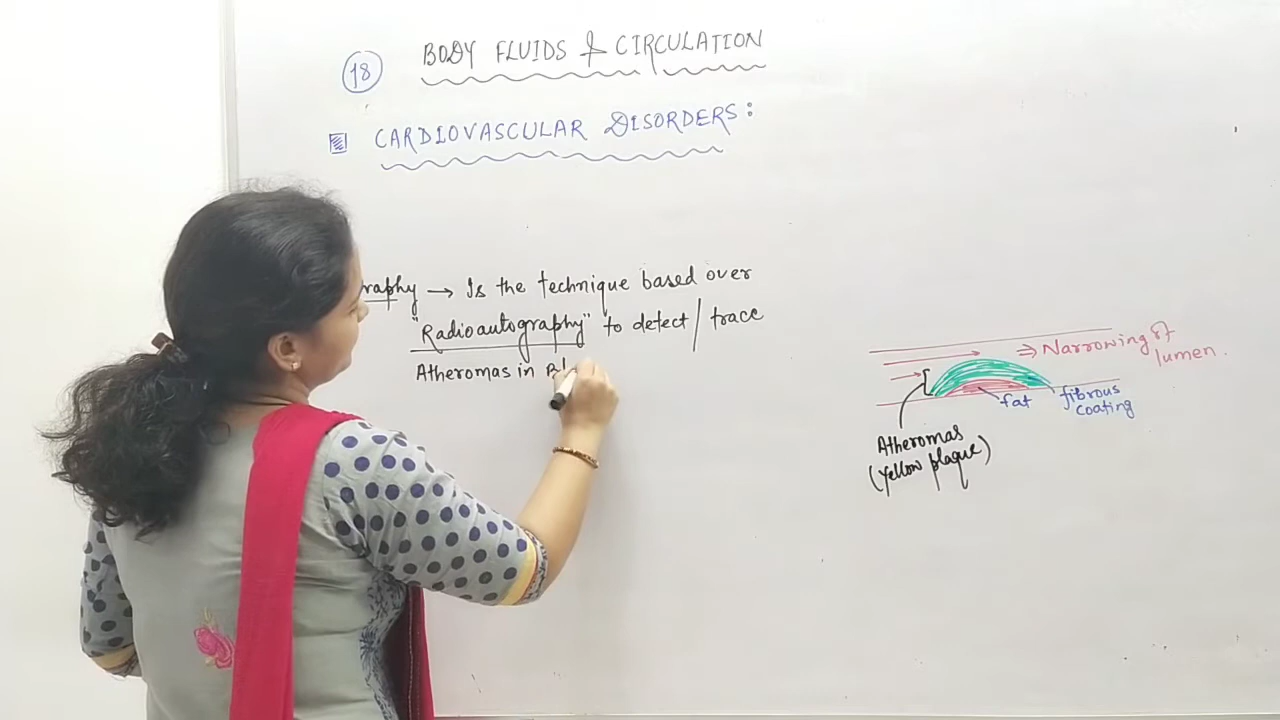 18
BODY FLUIDS & CIRCULATION
CARDIOVASCULAR DISORDERS:
raphy → Is the technique based over
"Radioautography" to detect / trace
Atheromas in Bl
⇒ Narrowing of
lumen.
fat
fibrous
coating
Atheromas
(Yellow plaque)